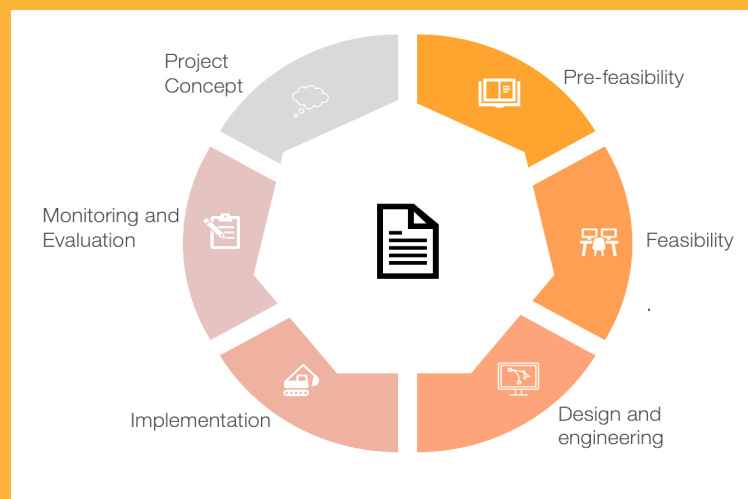 Project
Concept
Pre-feasibility
Monitoring and
Evaluation
Feasibility
.
Implementation
Design and
engineering